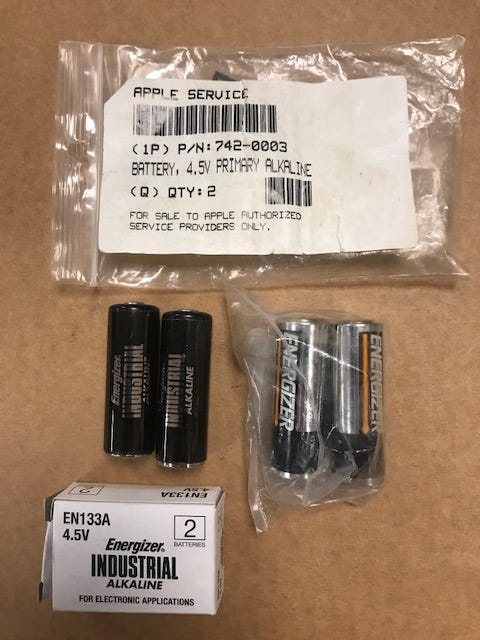 APPLE SERVICE
(1P) P/N:742-0003
BATTERY, 4.5V PRIMARY ALKALINE
(Q) QTY:2
FOR SALE TO APPLE AUTHORIZED
SERVICE PROVIDERS ONLY.
Energizer.
INDUSTRIAL
ALKALINE
Energizer.
INDUSTRIAL
ALKALINE
ENERGIZER
ENERGIZER
2
EN133A
4.5V
EN133A
4.5V
2
BATTERIES
Energizer®
INDUSTRIAL
ALKALINE
FOR ELECTRONIC APPLICATIONS